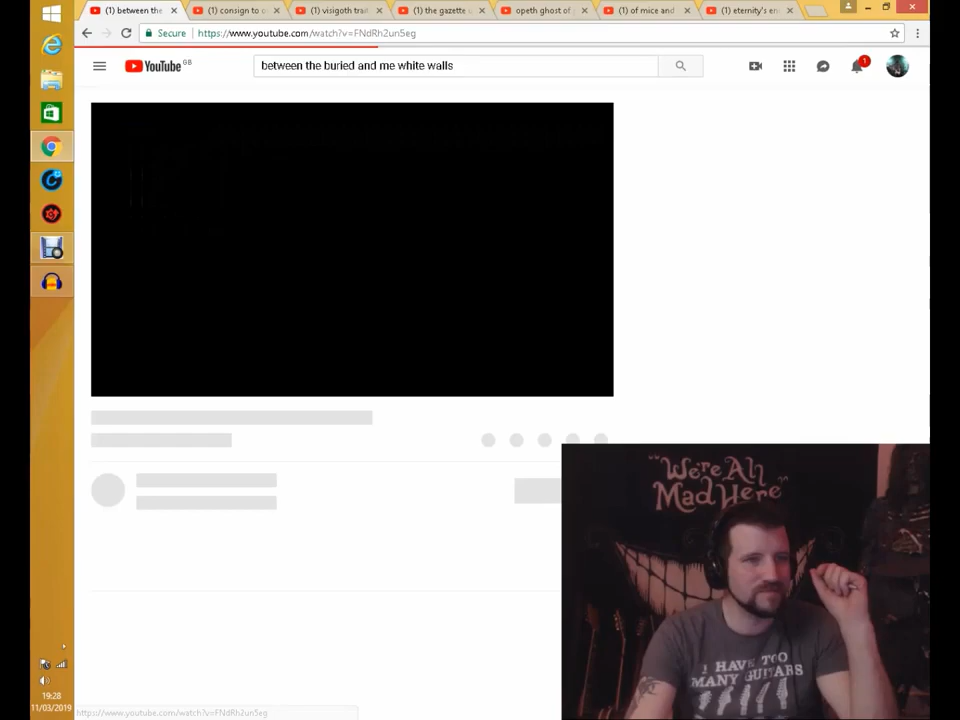 (1) between the
(1) consign to o
(1) visigoth trai
(1) the gazette u
opeth ghost of
(1) of mice and
(1) eternity's en
Secure https://www.youtube.com/watch?v=FNdRh2un5eg
YouTube GB
between the buried and me white walls
1
"We're All
Mad Here"
I HAVE TOO
MANY GUITARS
19:28
11/03/2019
https://www.youtube.com/watch?v=FNdRh2un5eg